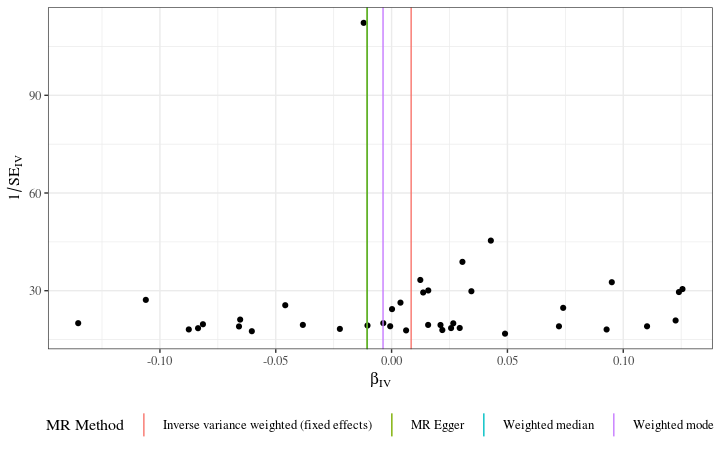 90
60
30
1/SE_IV
-0.10
-0.05
0.00
0.05
0.10
β_IV
MR Method
Inverse variance weighted (fixed effects)
MR Egger
Weighted median
Weighted mode